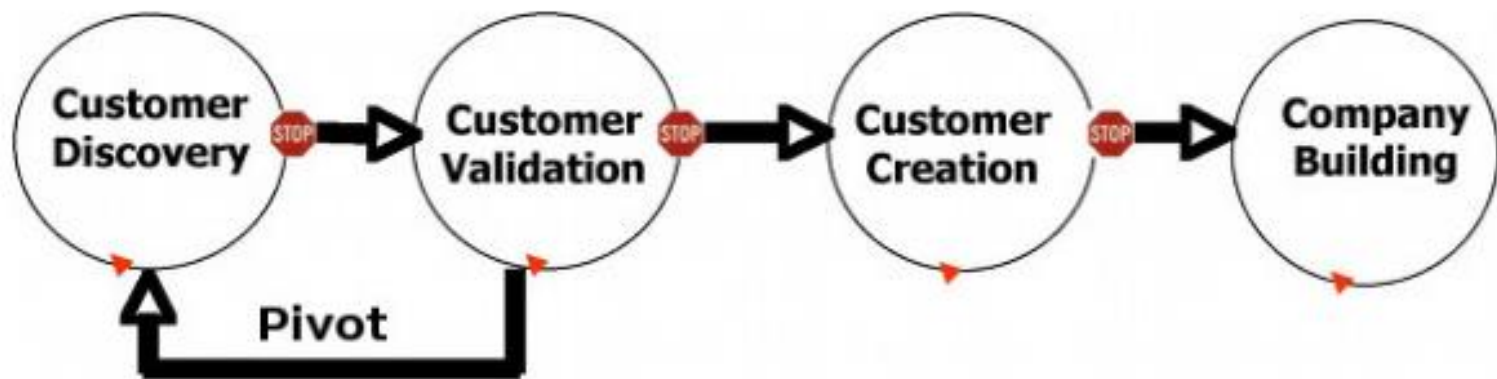 Customer
Discovery
STOP
Customer
Validation
STOP
Customer
Creation
STOP
Company
Building
Pivot